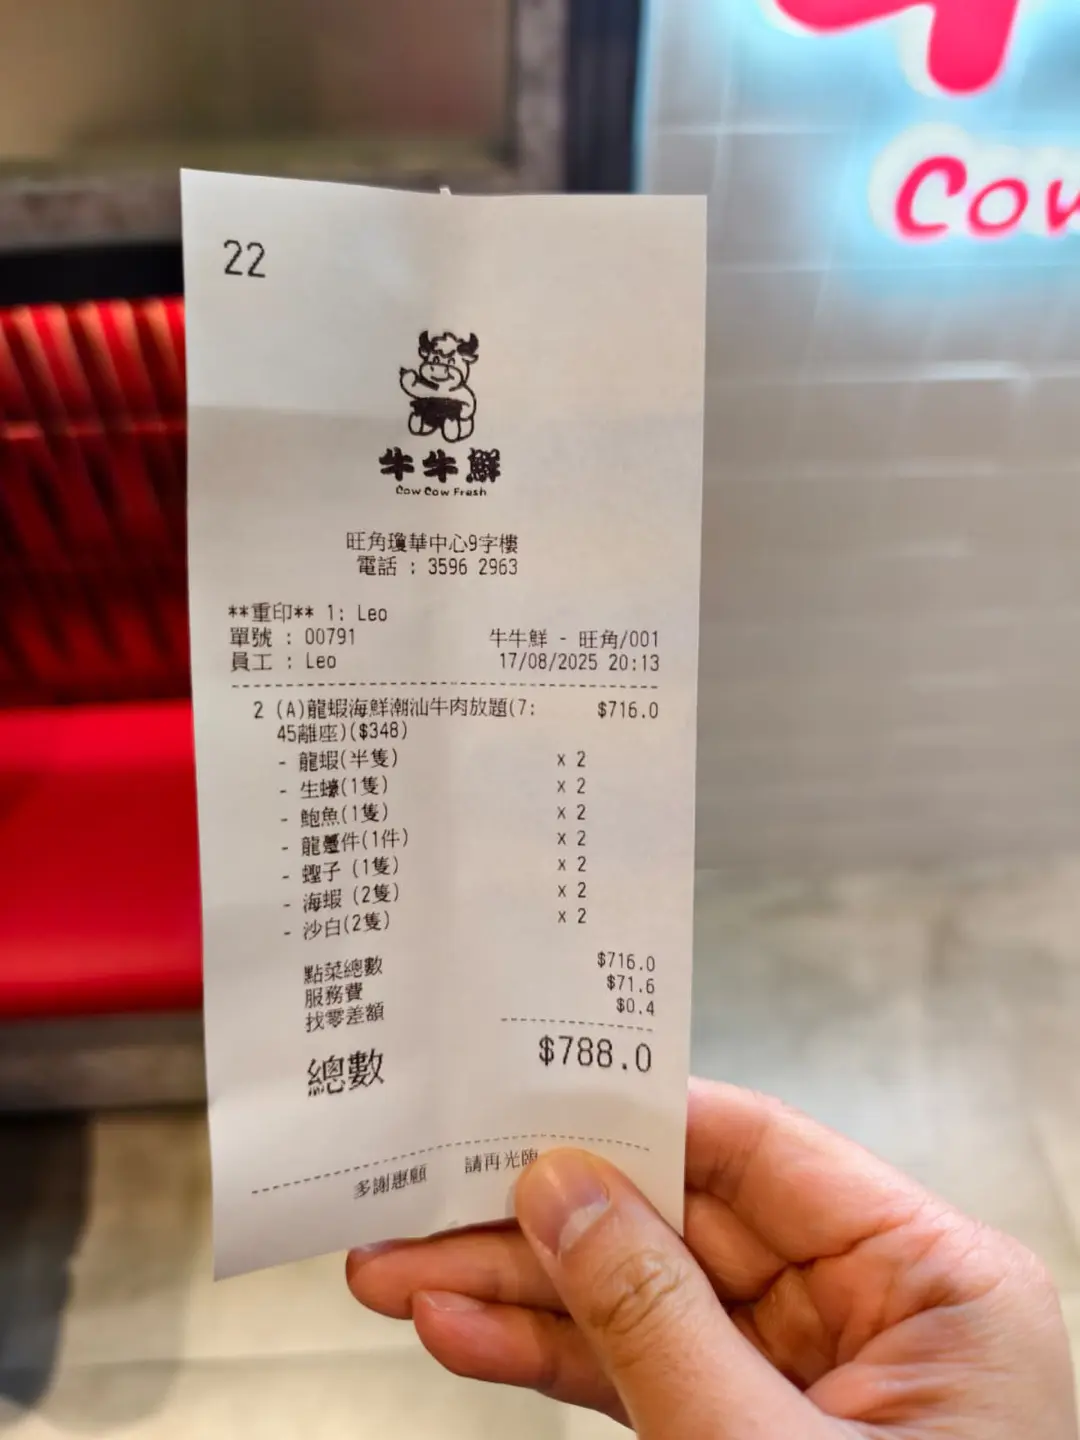 22
牛牛鮮
Cow Cow Fresh
旺角瓊華中心9字樓
電話 : 3596 2963
**重印** 1: Leo
單號 : 00791 牛牛鮮 - 旺角/001
員工 : Leo 17/08/2025 20:13
2 (A)龍蝦海鮮潮汕牛肉放題(7: $716.0
45離座)($348)
- 龍蝦(半隻) x 2
- 生蠔(1隻) x 2
- 鮑魚(1隻) x 2
- 龍躉件(1件) x 2
- 蟶子 (1隻) x 2
- 海蝦 (2隻) x 2
- 沙白(2隻) x 2
點菜總數 $716.0
服務費 $71.6
找零差額 $0.4
總數 $788.0
多謝惠顧 請再光臨
Cow